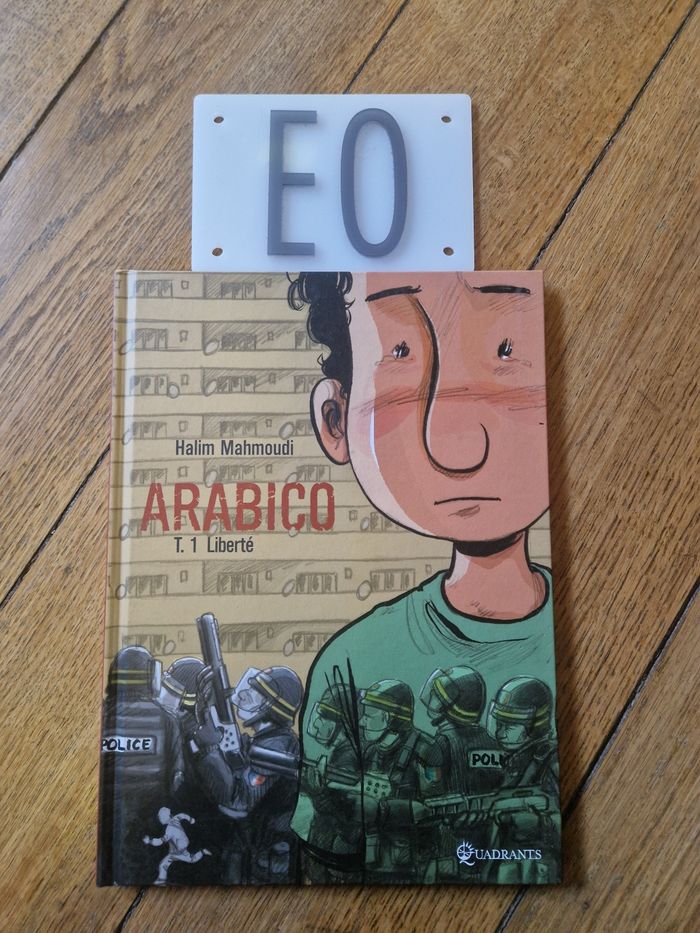 EO
Halim Mahmoudi
ARABICO
T. 1 Liberté
POLICE
POLI
QUADRANTS